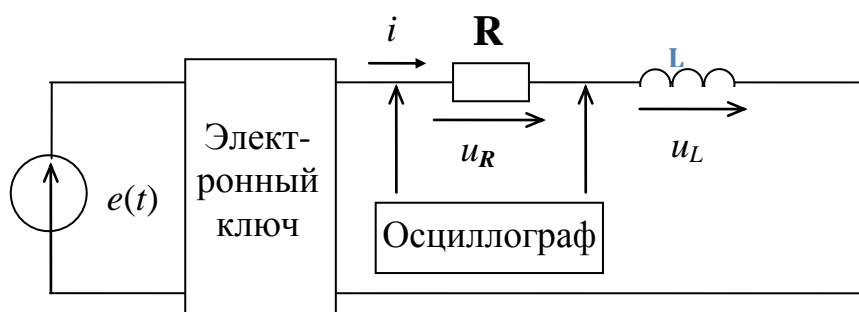 i
R
L
Элект-
ронный
ключ
u_R
u_L
e(t)
Осциллограф